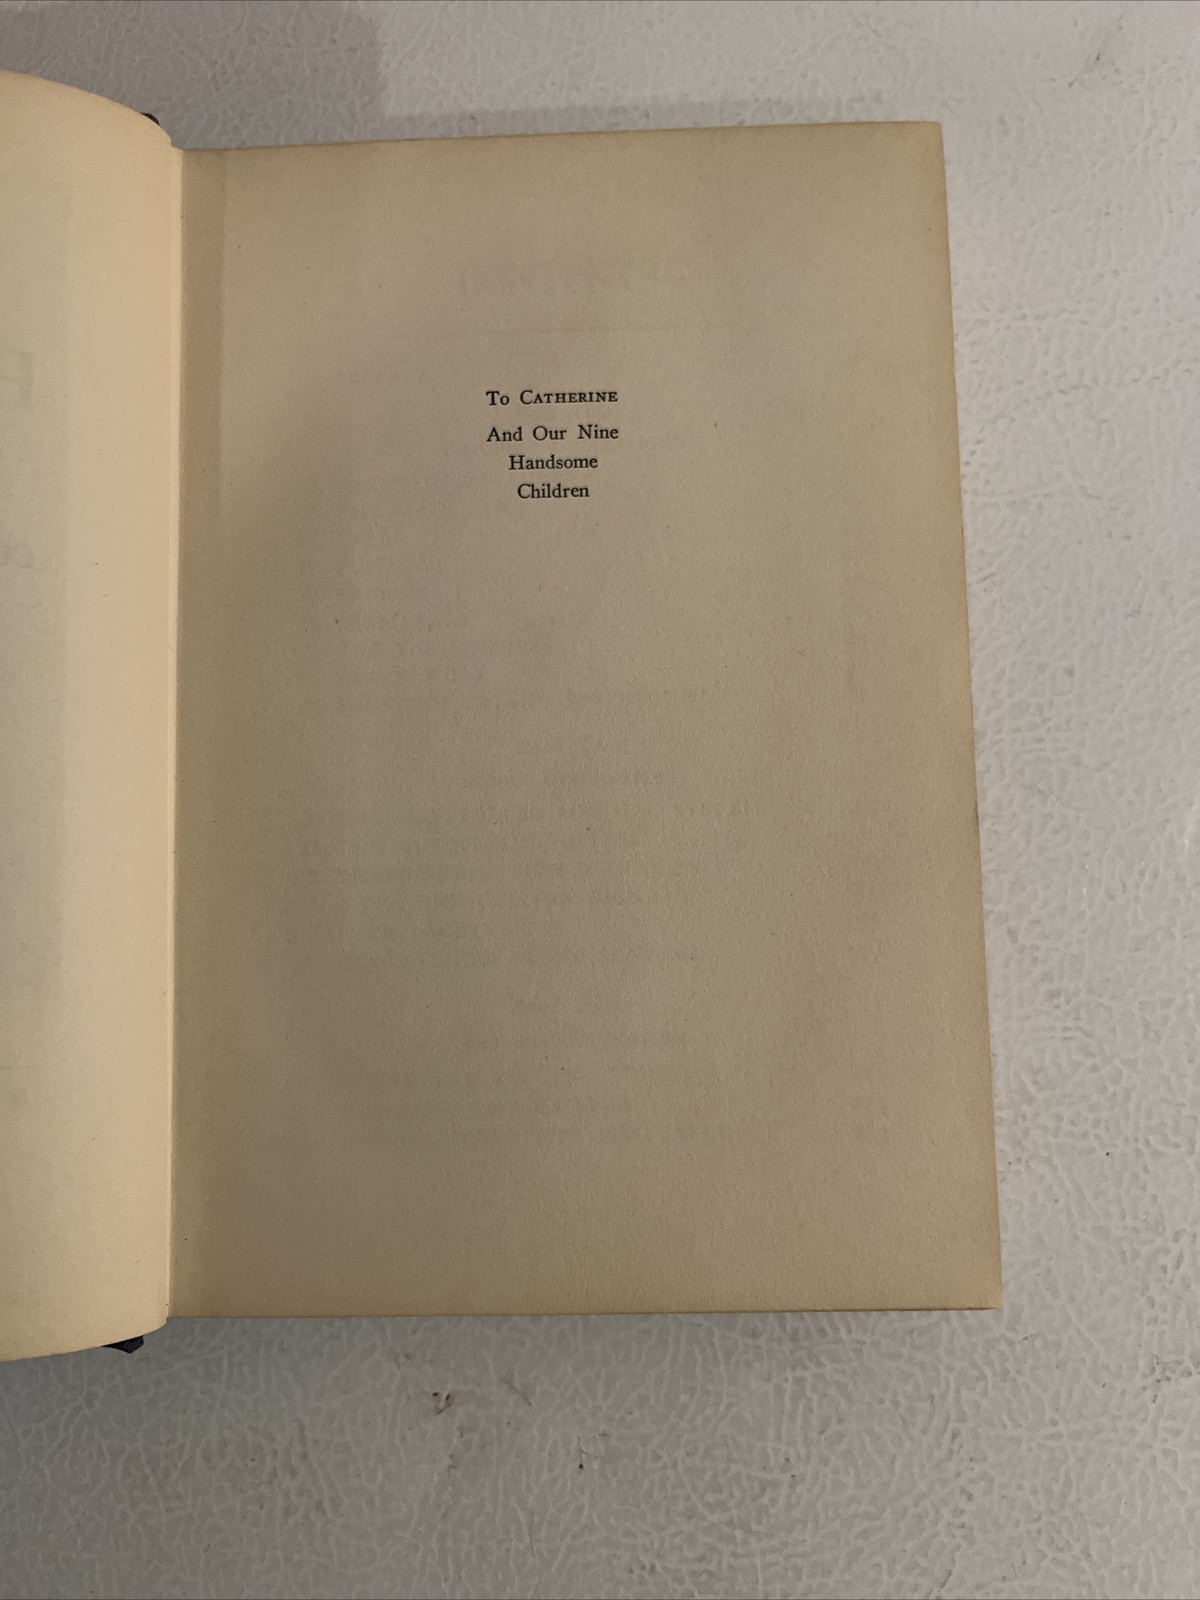 To CATHERINE
And Our Nine
Handsome
Children